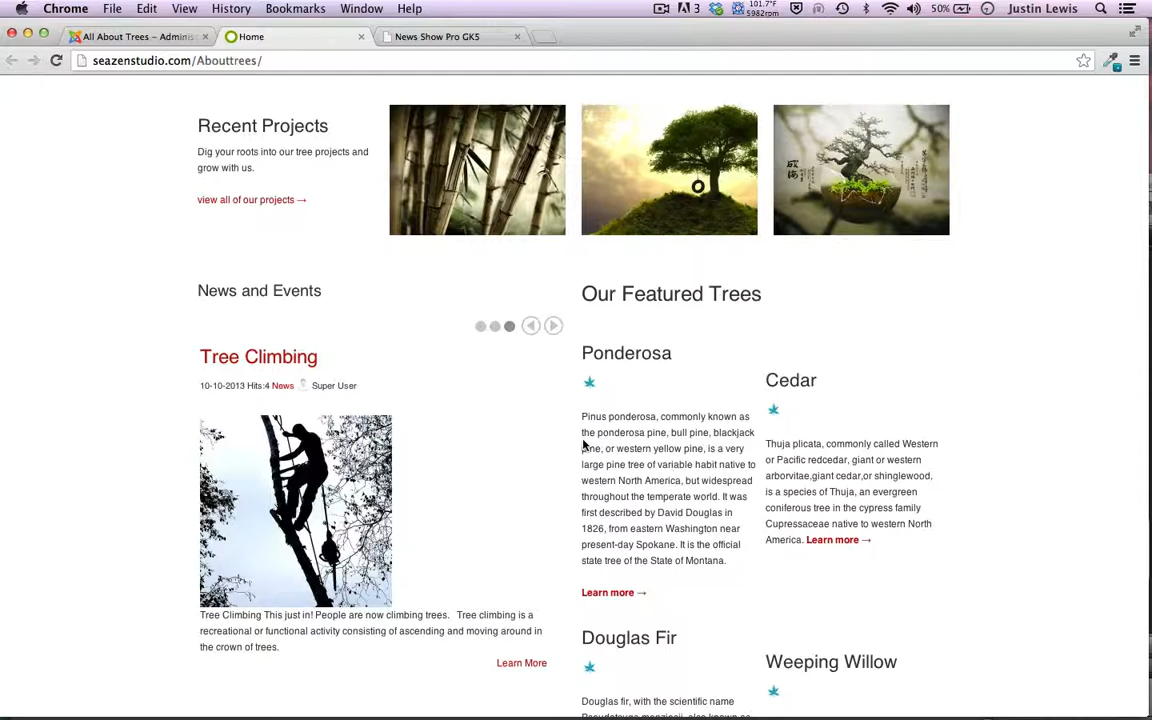 Chrome File Edit View History Bookmarks Window Help 3 101.7°F 5982rpm 50% Justin Lewis
All About Trees – Adminis × Home × News Show Pro GK5 ×
seazenstudio.com/Abouttrees/
Recent Projects
Dig your roots into our tree projects and
grow with us.
view all of our projects →
News and Events
Tree Climbing
10-10-2013 Hits:4 News Super User
Tree Climbing This just in! People are now climbing trees. Tree climbing is a
recreational or functional activity consisting of ascending and moving around in
the crown of trees.
Learn More
Our Featured Trees
Ponderosa
Pinus ponderosa, commonly known as
the ponderosa pine, bull pine, blackjack
pine, or western yellow pine, is a very
large pine tree of variable habit native to
western North America, but widespread
throughout the temperate world. It was
first described by David Douglas in
1826, from eastern Washington near
present-day Spokane. It is the official
state tree of the State of Montana.
Learn more →
Cedar
Thuja plicata, commonly called Western
or Pacific redcedar, giant or western
arborvitae,giant cedar,or shinglewood,
is a species of Thuja, an evergreen
coniferous tree in the cypress family
Cupressaceae native to western North
America. Learn more →
Douglas Fir
Douglas fir, with the scientific name
Pseudotsuga menziesii, also known as
Weeping Willow